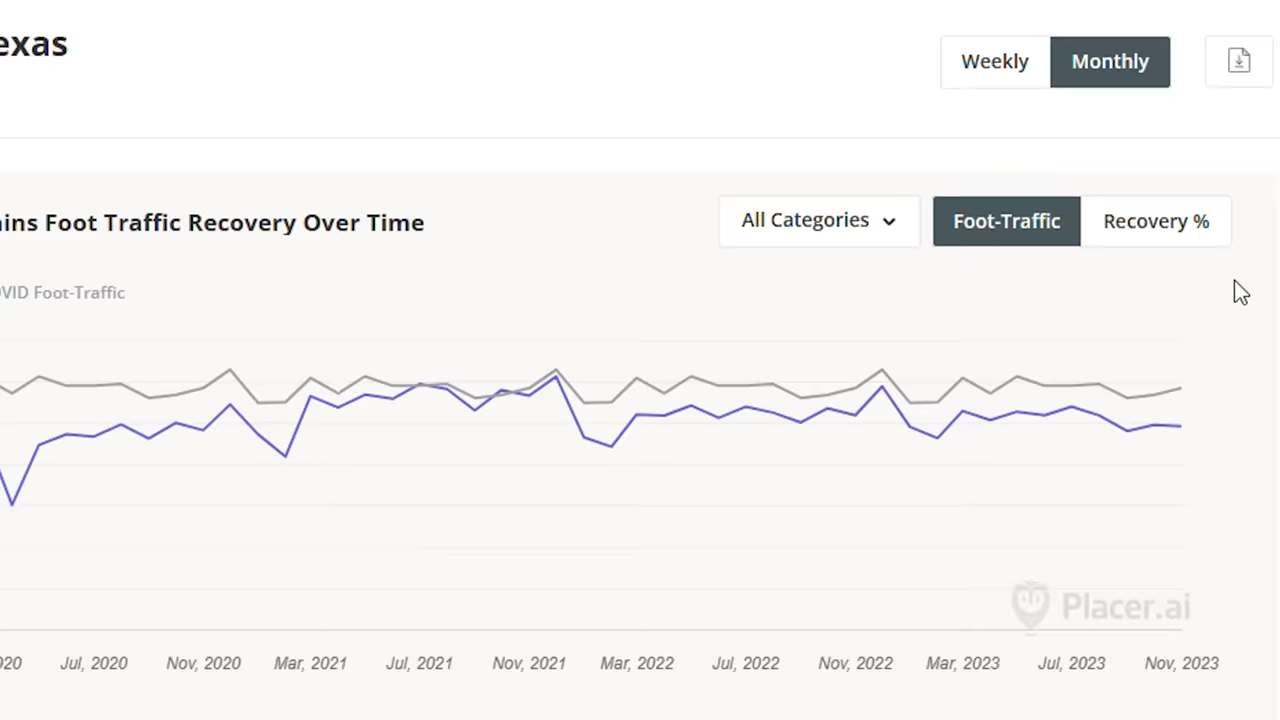 exas
Weekly
Monthly
ins Foot Traffic Recovery Over Time
All Categories
Foot-Traffic
Recovery %
VID Foot-Traffic
Placer.ai
020
Jul, 2020
Nov, 2020
Mar, 2021
Jul, 2021
Nov, 2021
Mar, 2022
Jul, 2022
Nov, 2022
Mar, 2023
Jul, 2023
Nov, 2023